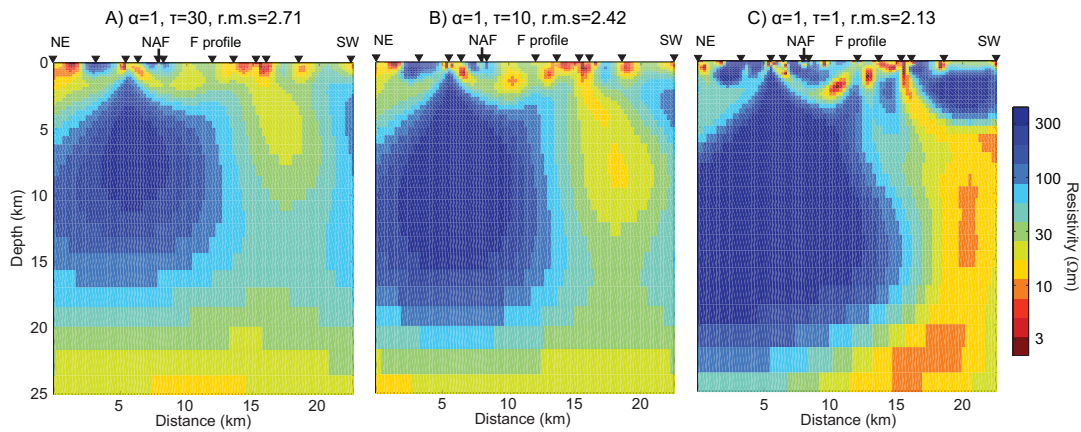 A) α=1, τ=30, r.m.s=2.71
B) α=1, τ=10, r.m.s=2.42
C) α=1, τ=1, r.m.s=2.13
NE NAF F profile SW
NE NAF F profile SW
NE NAF F profile SW
0
5
10
15
20
25
Depth (km)
5 10 15 20
Distance (km)
5 10 15 20
Distance (km)
5 10 15 20
Distance (km)
300
100
30
10
3
Resistivity (Ωm)